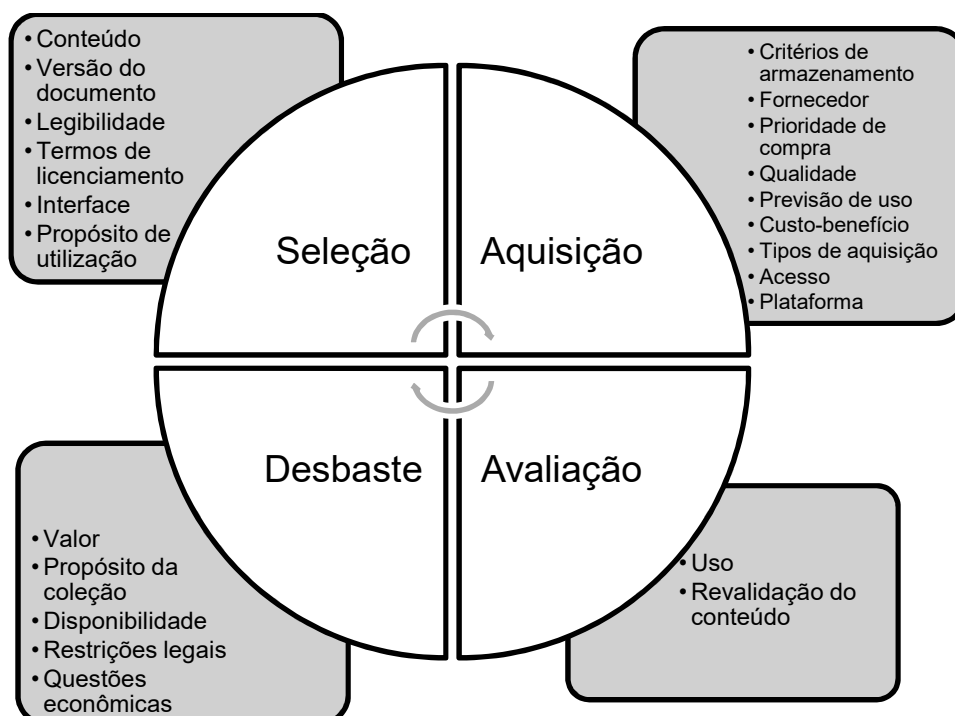 • Conteúdo
• Versão do
documento
• Legibilidade
• Termos de
licenciamento
• Interface
• Propósito de
utilização
• Critérios de
armazenamento
• Fornecedor
• Prioridade de
compra
• Qualidade
• Previsão de uso
• Custo-benefício
• Tipos de aquisição
• Acesso
• Plataforma
Seleção
Aquisição
Desbaste
Avaliação
• Valor
• Propósito da
coleção
• Disponibilidade
• Restrições legais
• Questões
econômicas
• Uso
• Revalidação do
conteúdo